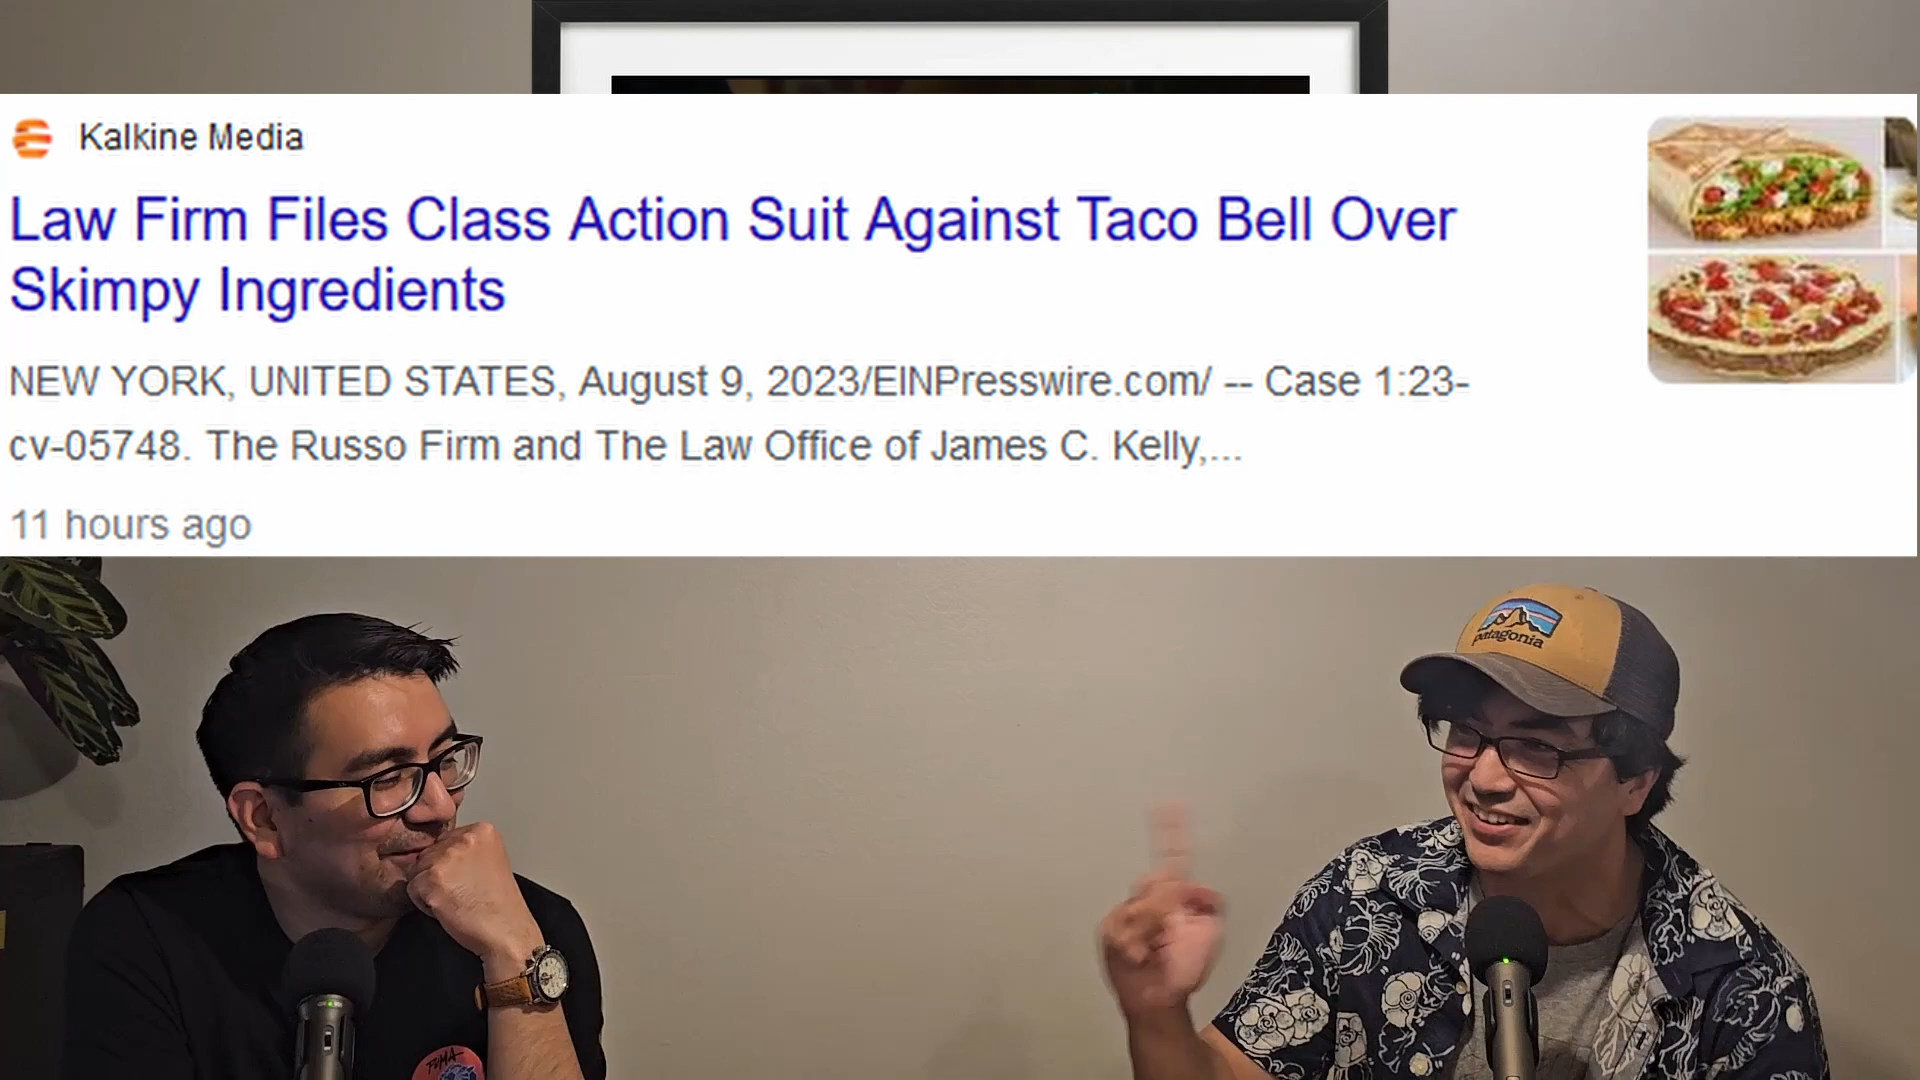 Kalkine Media
Law Firm Files Class Action Suit Against Taco Bell Over
Skimpy Ingredients
NEW YORK, UNITED STATES, August 9, 2023/EINPresswire.com/ -- Case 1:23-
cv-05748. The Russo Firm and The Law Office of James C. Kelly,...
11 hours ago
patagonia
PUMA